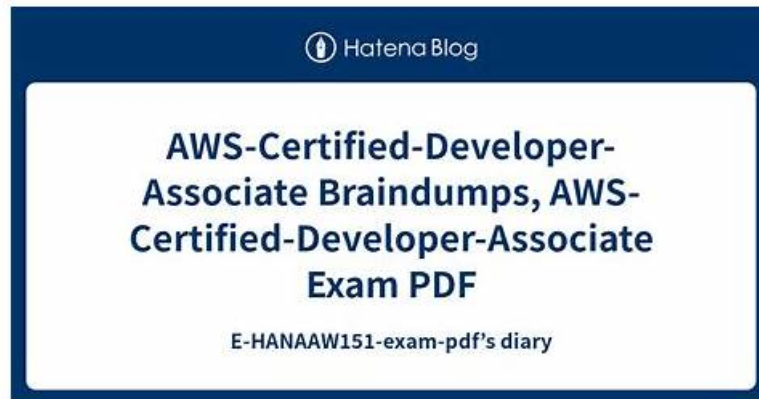 Hatena Blog
AWS-Certified-Developer-
Associate Braindumps, AWS-
Certified-Developer-Associate
Exam PDF
E-HANAAW151-exam-pdf’s diary